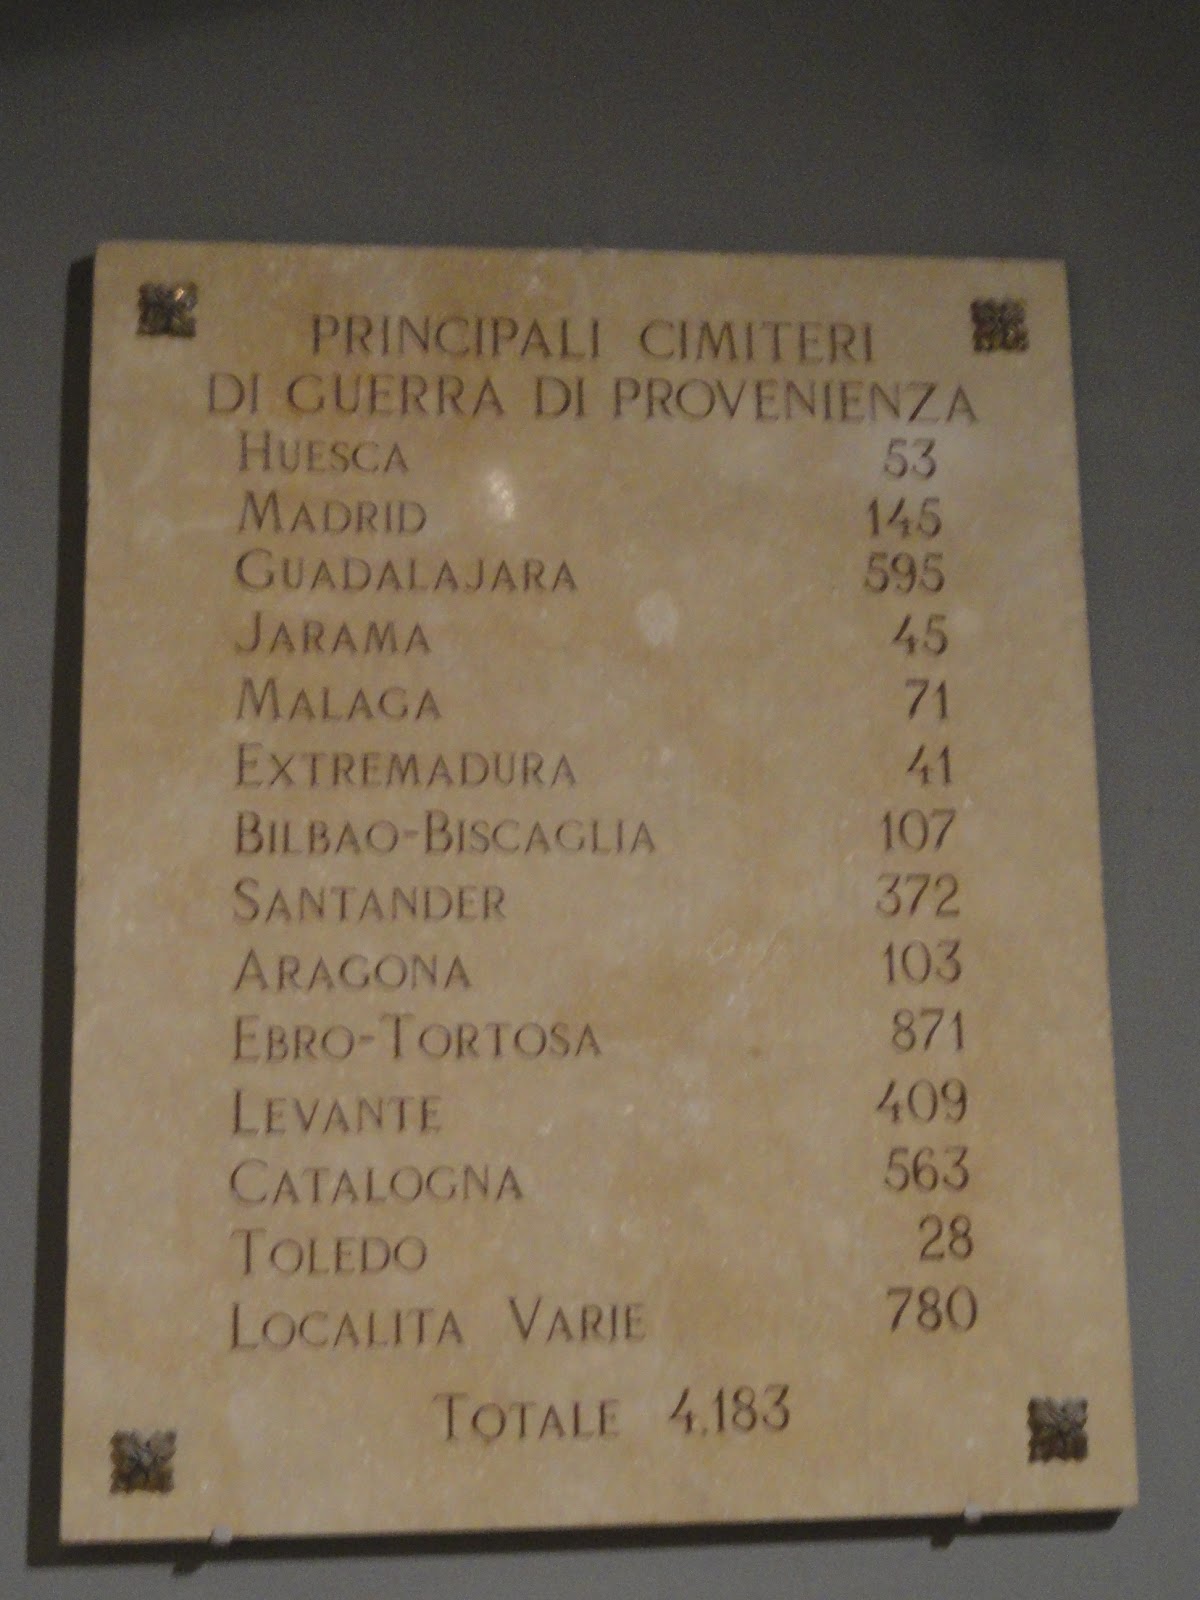 PRINCIPALI CIMITERI
DI GUERRA DI PROVENIENZA
HUESCA 53
MADRID 145
GUADALAJARA 595
JARAMA 45
MALAGA 71
EXTREMADURA 41
BILBAO-BISCAGLIA 107
SANTANDER 372
ARAGONA 103
EBRO-TORTOSA 871
LEVANTE 409
CATALOGNA 563
TOLEDO 28
LOCALITA VARIE 780
TOTALE 4.183